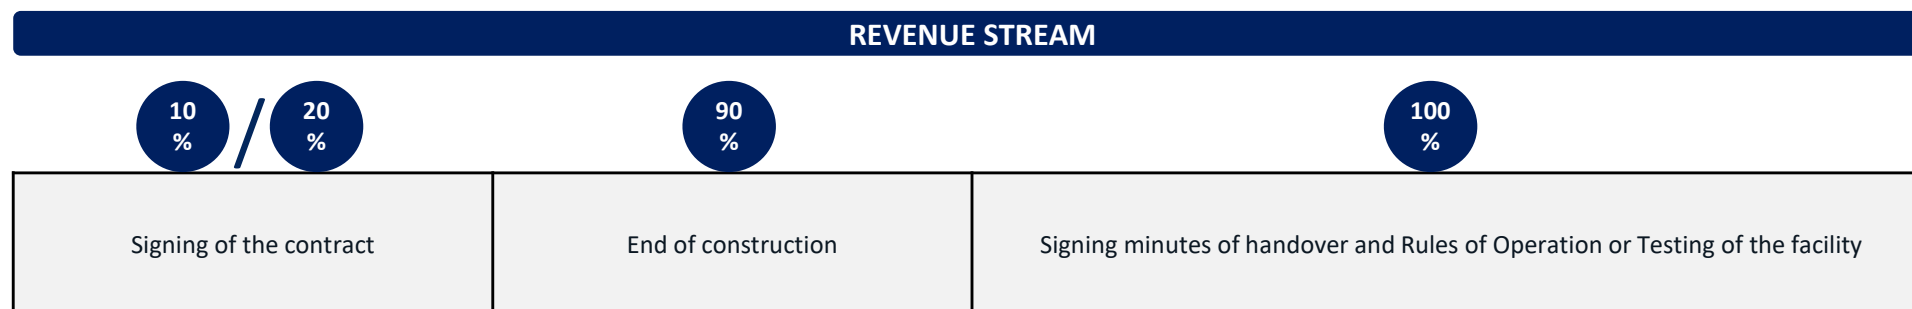 REVENUE STREAM
10
%
/
20
%
90
%
100
%
Signing of the contract
End of construction
Signing minutes of handover and Rules of Operation or Testing of the facility